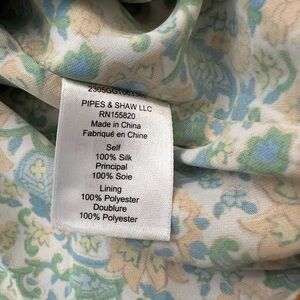 PIPES & SHAW LLC
RN155820
Made in China
Fabriqué en Chine
Self
100% Silk
Principal
100% Soie
Lining
100% Polyester
Doublure
100% Polyester